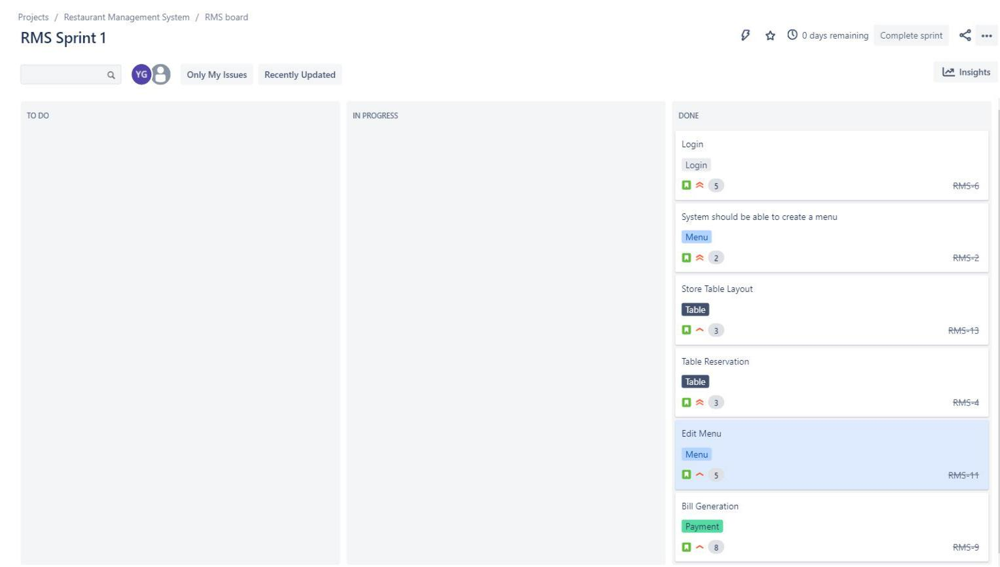 Projects / Restaurant Management System / RMS board
RMS Sprint 1
0 days remaining
Complete sprint
YG
Only My Issues
Recently Updated
Insights
TO DO
IN PROGRESS
DONE
Login
Login
5
RMS-6
System should be able to create a menu
Menu
2
RMS-2
Store Table Layout
Table
3
RMS-13
Table Reservation
Table
3
RMS-4
Edit Menu
Menu
5
RMS-11
Bill Generation
Payment
8
RMS-9